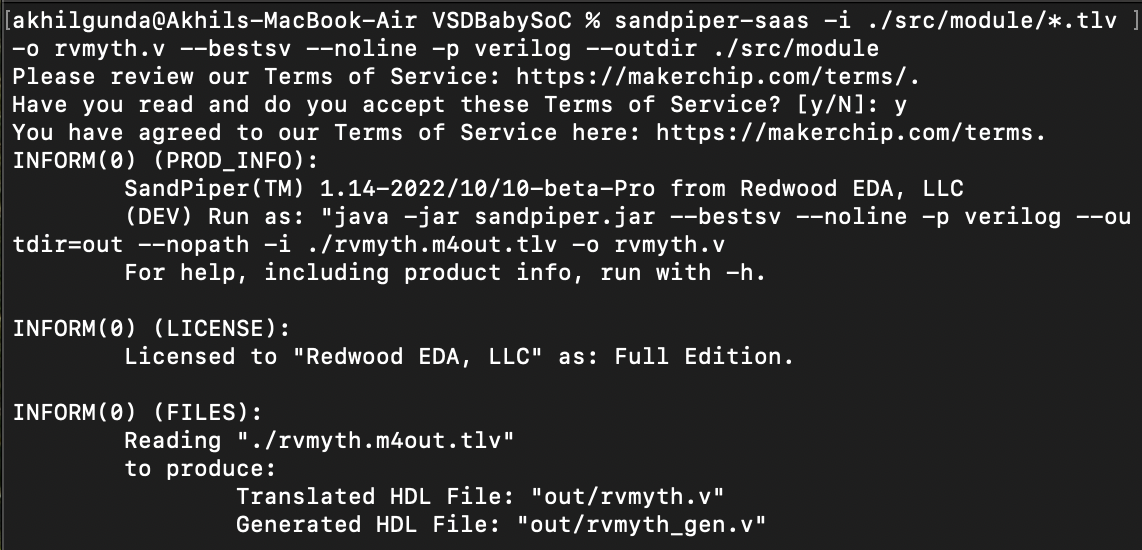 [akhilgunda@Akhils-MacBook-Air VSDBabySoC % sandpiper-saas -i ./src/module/*.tlv ]
-o rvmyth.v --bestsv --noline -p verilog --outdir ./src/module
Please review our Terms of Service: https://makerchip.com/terms/.
Have you read and do you accept these Terms of Service? [y/N]: y
You have agreed to our Terms of Service here: https://makerchip.com/terms.
INFORM(0) (PROD_INFO):
        SandPiper(TM) 1.14-2022/10/10-beta-Pro from Redwood EDA, LLC
        (DEV) Run as: "java -jar sandpiper.jar --bestsv --noline -p verilog --ou
tdir=out --nopath -i ./rvmyth.m4out.tlv -o rvmyth.v
        For help, including product info, run with -h.

INFORM(0) (LICENSE):
        Licensed to "Redwood EDA, LLC" as: Full Edition.

INFORM(0) (FILES):
        Reading "./rvmyth.m4out.tlv"
        to produce:
                Translated HDL File: "out/rvmyth.v"
                Generated HDL File: "out/rvmyth_gen.v"